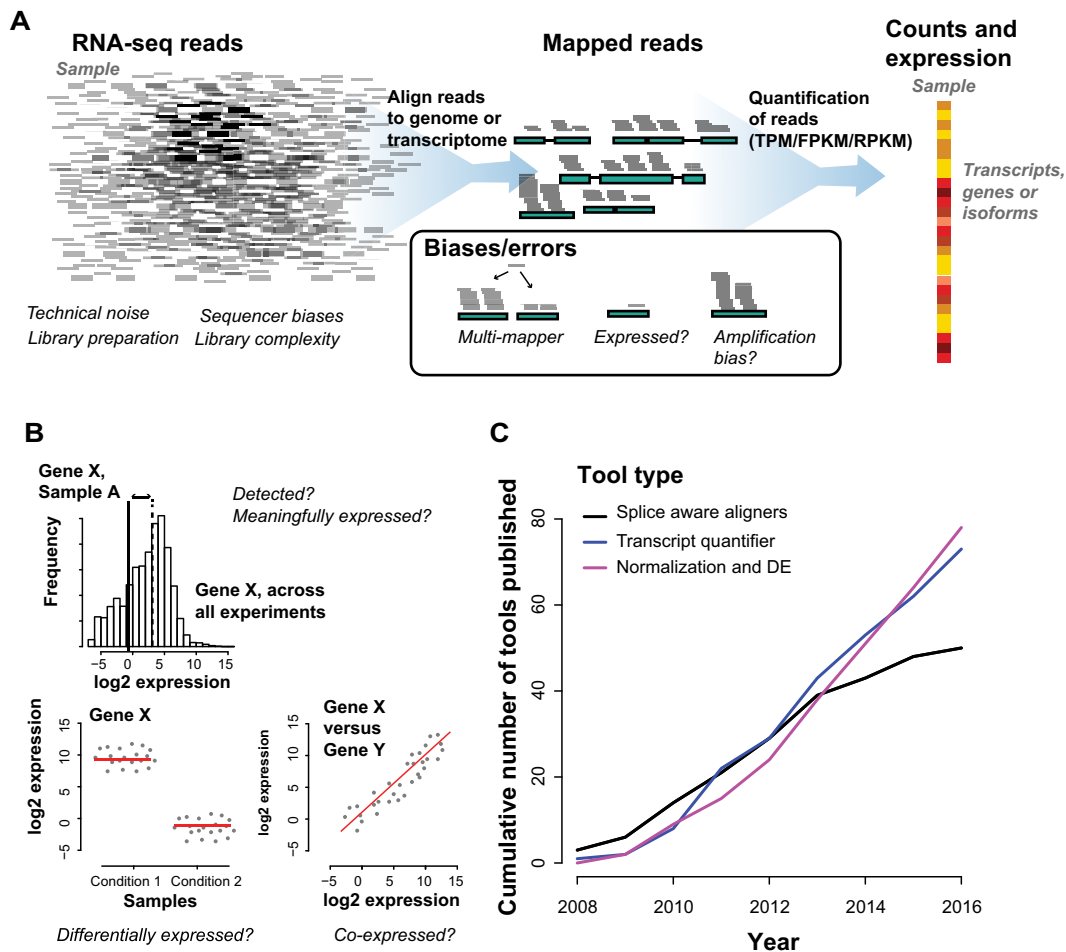 A
RNA-seq reads
Sample
Align reads
to genome or
transcriptome
Mapped reads
Quantification
of reads
(TPM/FPKM/RPKM)
Counts and
expression
Sample
Transcripts,
genes or
isoforms
Technical noise
Library preparation
Sequencer biases
Library complexity
Biases/errors
Multi-mapper
Expressed?
Amplification
bias?
B
Gene X,
Sample A
Detected?
Meaningfully expressed?
Frequency
Gene X, across
all experiments
−5 0 5 10 15
log2 expression
log2 expression
15
10
5
0
−5
Gene X
Condition 1 Condition 2
Samples
Differentially expressed?
log2 expression
15
10
5
0
−5
Gene X
versus
Gene Y
−5 0 5 10 15
log2 expression
Co-expressed?
C
Tool type
Splice aware aligners
Transcript quantifier
Normalization and DE
Cumulative number of tools published
80
60
40
20
0
2008 2010 2012 2014 2016
Year